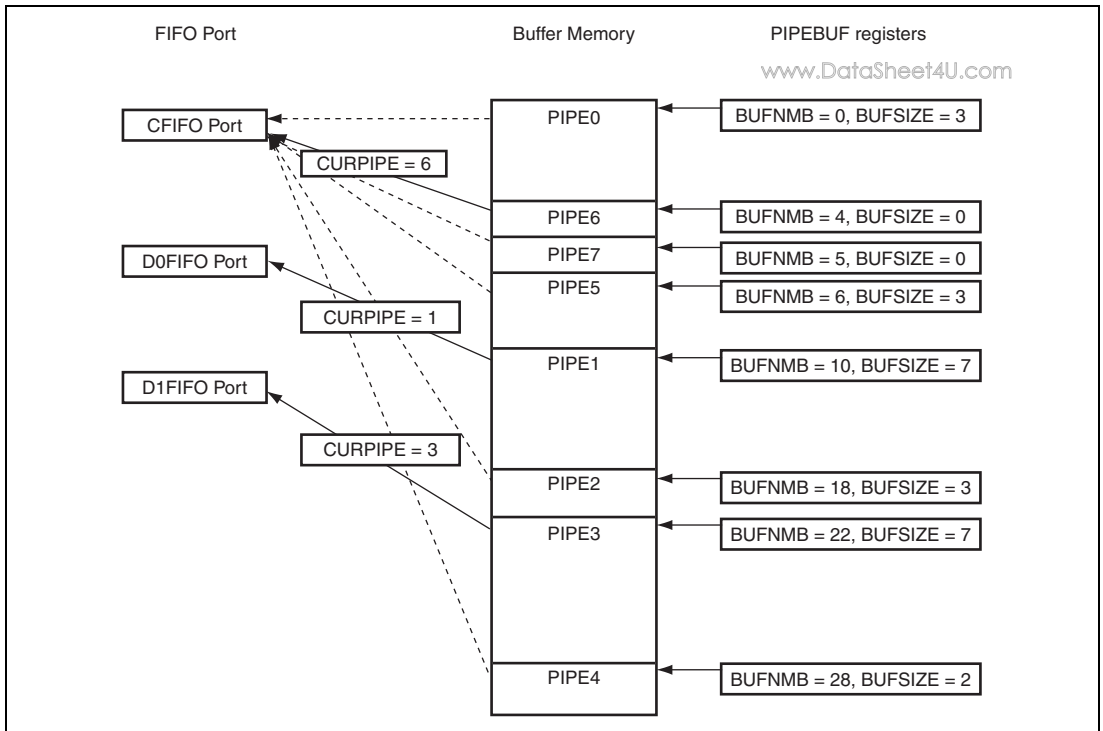 FIFO Port
Buffer Memory
PIPEBUF registers
www.DataSheet4U.com
CFIFO Port
PIPE0
BUFNMB = 0, BUFSIZE = 3
CURPIPE = 6
PIPE6
BUFNMB = 4, BUFSIZE = 0
D0FIFO Port
PIPE7
BUFNMB = 5, BUFSIZE = 0
PIPE5
BUFNMB = 6, BUFSIZE = 3
CURPIPE = 1
PIPE1
BUFNMB = 10, BUFSIZE = 7
D1FIFO Port
CURPIPE = 3
PIPE2
BUFNMB = 18, BUFSIZE = 3
PIPE3
BUFNMB = 22, BUFSIZE = 7
PIPE4
BUFNMB = 28, BUFSIZE = 2